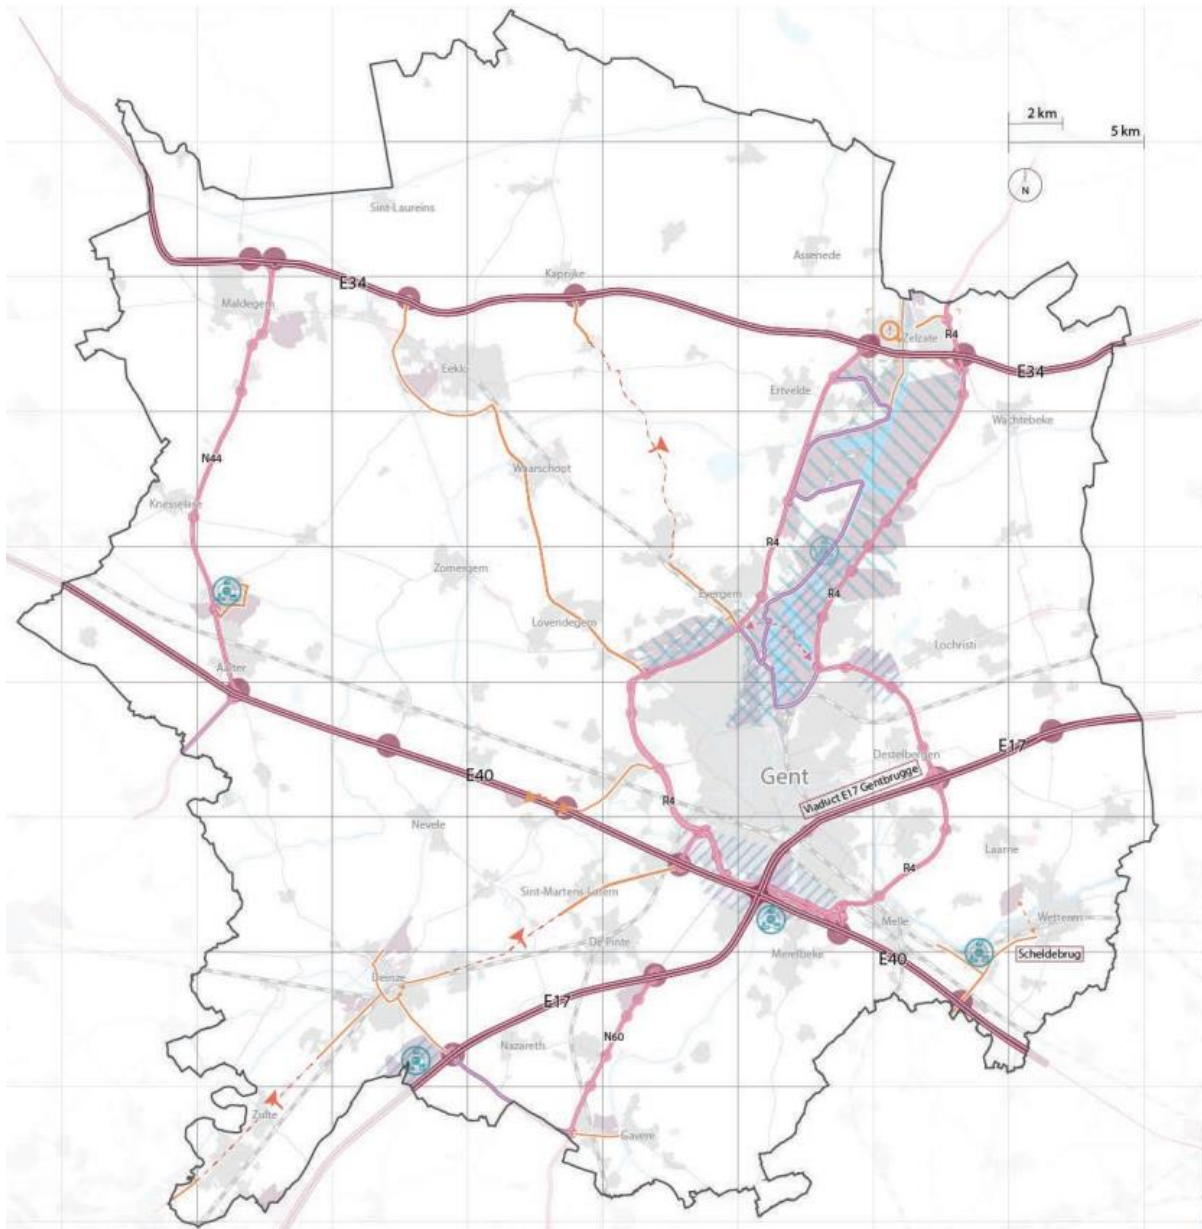 2 km
5 km
N
Sint-Laureins
Assenede
Kaprijke
E34
Maldegem
R4
Zelzate
E34
Eeklo
Ertvelde
Wachtebeke
N44
Waarschoot
Knesselare
R4
Zomergem
Evergem
R4
Lovendegem
Lochristi
Aalter
Destelbergen
E17
E40
Gent
Viaduct E17 Gentbrugge
R4
Nevele
Laarne
R4
Sint-Martens-Latem
Wetteren
Melle
De Pinte
Merelbeke
Scheldebrug
E40
Deinze
E17
N60
Nazareth
Zulte
Gavere